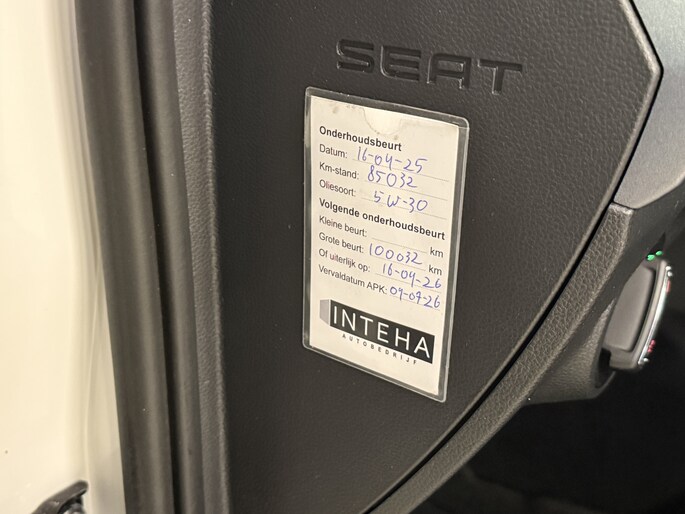 SEAT
Onderhoudsbeurt
Datum: 16-04-25
Km-stand: 85032
Oliesoort: 5W-30
Volgende onderhoudsbeurt
Kleine beurt: km
Grote beurt: 100032 km
Of uiterlijk op: 16-04-26
Vervaldatum APK: 09-07-26
INTEHA
AUTOBEDRIJF